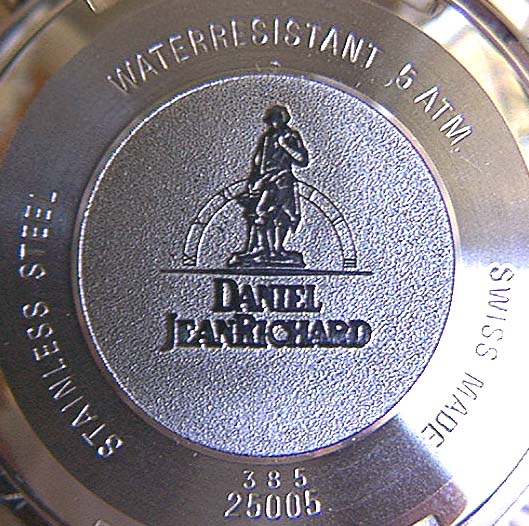 WATERRESISTANT 5 ATM.
DANIEL
JEANRICHARD
STAINLESS STEEL
SWISS MADE
385
25005